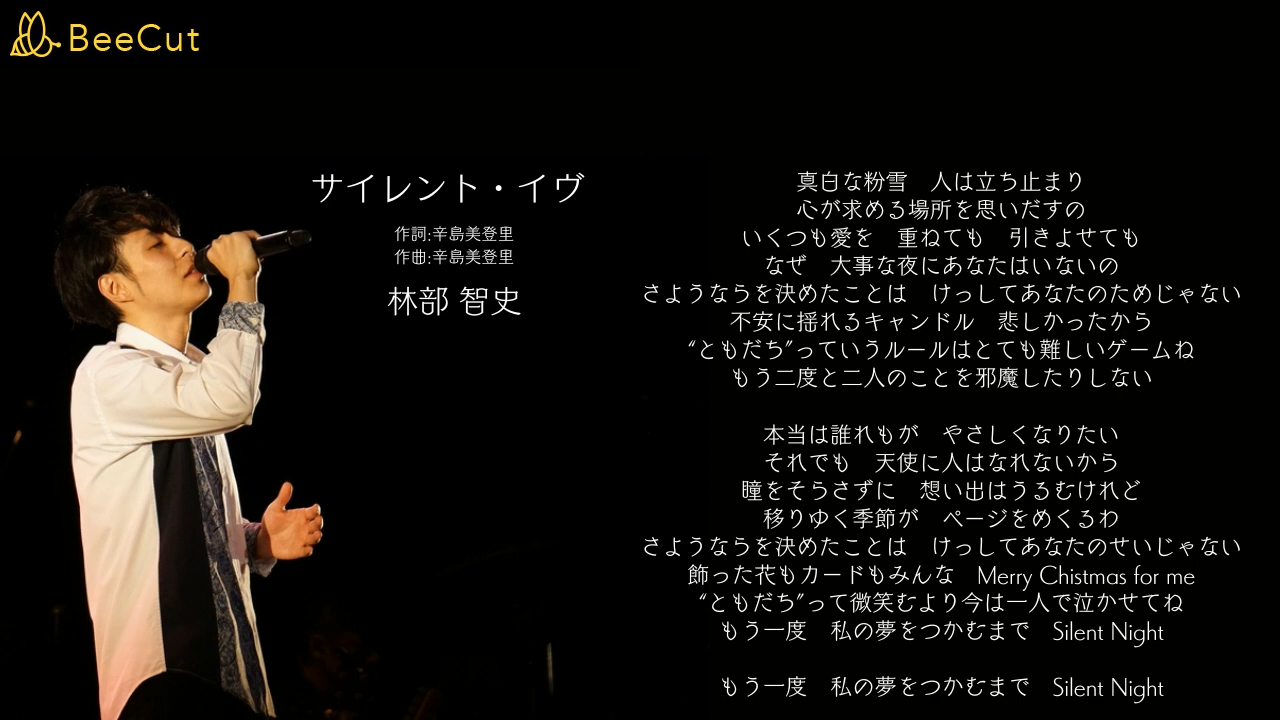 BeeCut
サイレント・イヴ
作詞:辛島美登里
作曲:辛島美登里
林部 智史
真白な粉雪　人は立ち止まり
心が求める場所を思いだすの
いくつも愛を　重ねても　引きよせても
なぜ　大事な夜にあなたはいないの
さようならを決めたことは　けっしてあなたのためじゃない
不安に揺れるキャンドル　悲しかったから
“ともだち”っていうルールはとても難しいゲームね
もう二度と二人のことを邪魔したりしない
本当は誰れもが　やさしくなりたい
それでも　天使に人はなれないから
瞳をそらさずに　想い出はうるむけれど
移りゆく季節が　ページをめくるわ
さようならを決めたことは　けっしてあなたのせいじゃない
飾った花もカードもみんな　Merry Chistmas for me
“ともだち”って微笑むより今は一人で泣かせてね
もう一度　私の夢をつかむまで　Silent Night
もう一度　私の夢をつかむまで　Silent Night